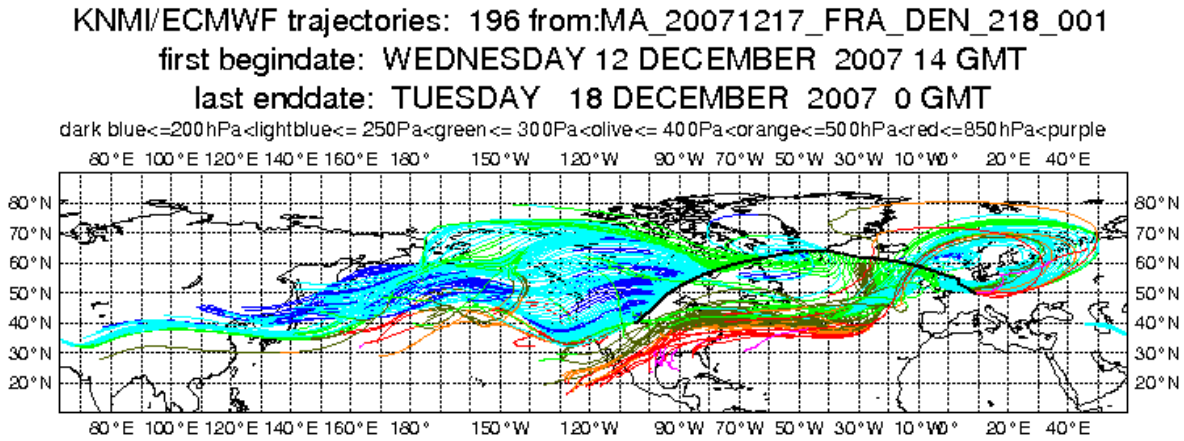 KNMI/ECMWF trajectories: 196 from:MA_20071217_FRA_DEN_218_001
first begindate: WEDNESDAY 12 DECEMBER 2007 14 GMT
last enddate: TUESDAY 18 DECEMBER 2007 0 GMT
dark blue<=200hPa<lightblue<= 250Pa<green<= 300Pa<olive<= 400Pa<orange<=500hPa<red<=850hPa<purple
80°E 100°E 120°E 140°E 160°E 180° 150°W 120°W 90°W 70°W 50°W 30°W 10°W 0° 20°E 40°E
80°N 80°N
70°N 70°N
60°N 60°N
50°N 50°N
40°N 40°N
30°N 30°N
20°N 20°N
80°E 100°E 120°E 140°E 160°E 180° 150°W 120°W 90°W 70°W 50°W 30°W 10°W 0° 20°E 40°E